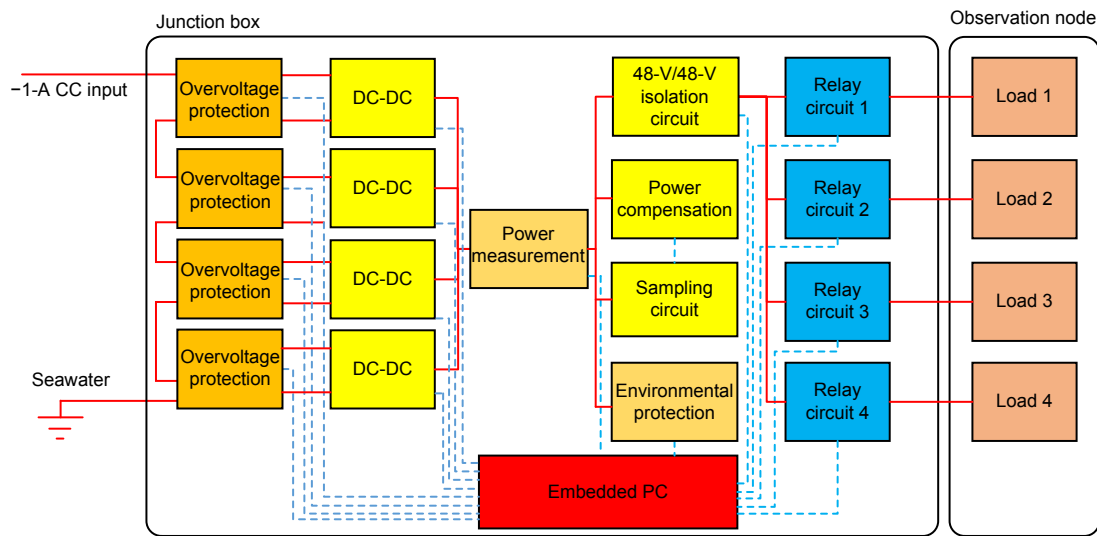 Junction box
Observation node
−1-A CC input
Overvoltage
protection
DC-DC
48-V/48-V
isolation
circuit
Relay
circuit 1
Load 1
Overvoltage
protection
DC-DC
Power
compensation
Relay
circuit 2
Load 2
Power
measurement
Overvoltage
protection
DC-DC
Sampling
circuit
Relay
circuit 3
Load 3
Overvoltage
protection
DC-DC
Environmental
protection
Relay
circuit 4
Load 4
Seawater
Embedded PC